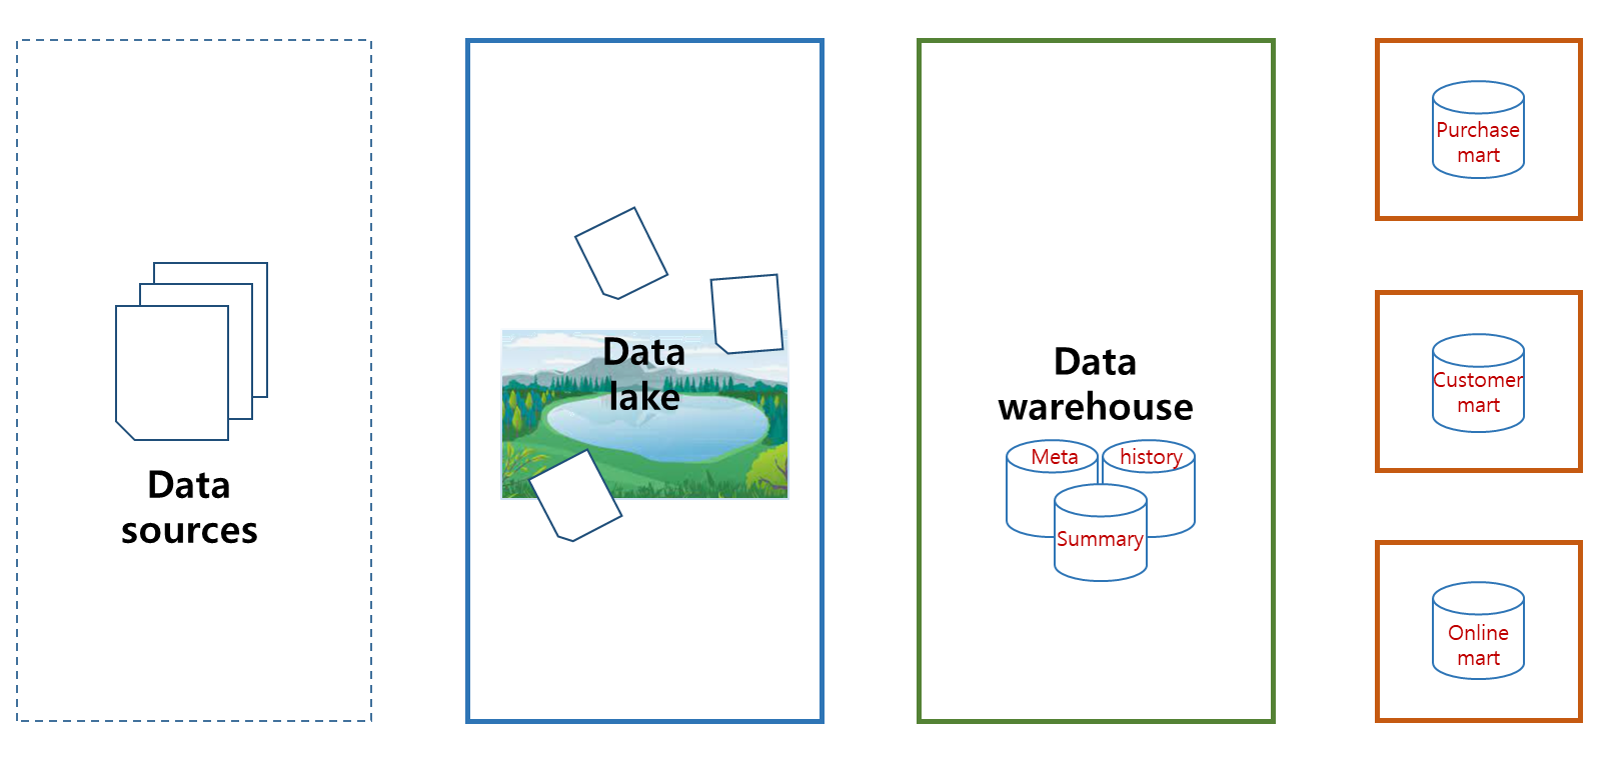 Data
sources
Data
lake
Data
warehouse
Meta
history
Summary
Purchase
mart
Customer
mart
Online
mart